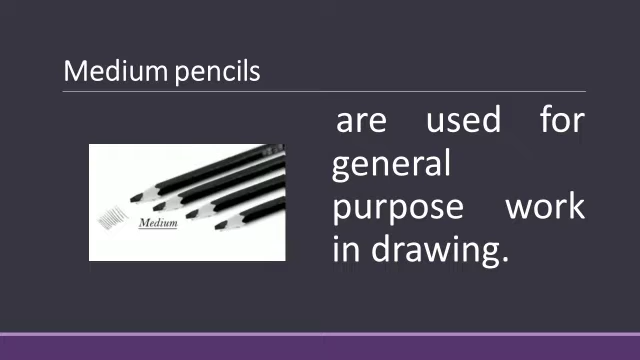 Medium pencils
are used for
general
purpose work
in drawing.
Medium